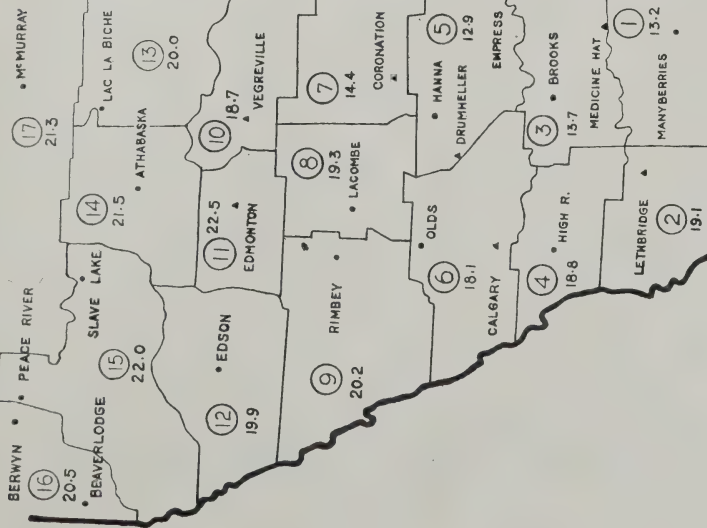 BERWYN
PEACE RIVER
16
20.5
BEAVERLODGE
SLAVE LAKE
15
22.0
17
21.3
McMURRAY
14
21.5
ATHABASKA
LAC LA BICHE
13
20.0
12
19.9
EDSON
11
22.5
EDMONTON
10
18.7
VEGREVILLE
9
20.2
RIMBEY
8
19.3
LACOMBE
7
14.4
CORONATION
6
18.1
OLDS
CALGARY
DRUMHELLER
HANNA
5
12.9
EMPRESS
4
18.8
HIGH R.
3
13.7
BROOKS
MEDICINE HAT
1
13.2
MANYBERRIES
LETHBRIDGE
2
19.1